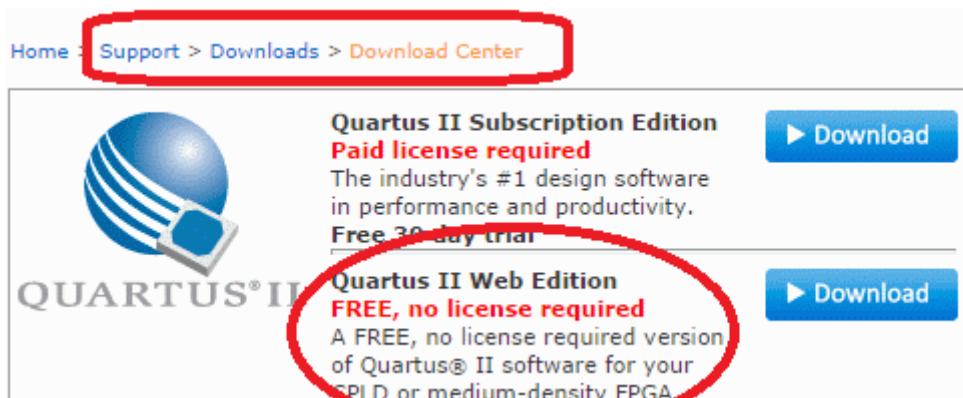 Home > Support > Downloads > Download Center
Quartus II Subscription Edition
Download
Paid license required
The industry's #1 design software
in performance and productivity.
Free 30-day trial
QUARTUS® II
Quartus II Web Edition
Download
FREE, no license required
A FREE, no license required version
of Quartus® II software for your
CPLD or medium-density FPGA